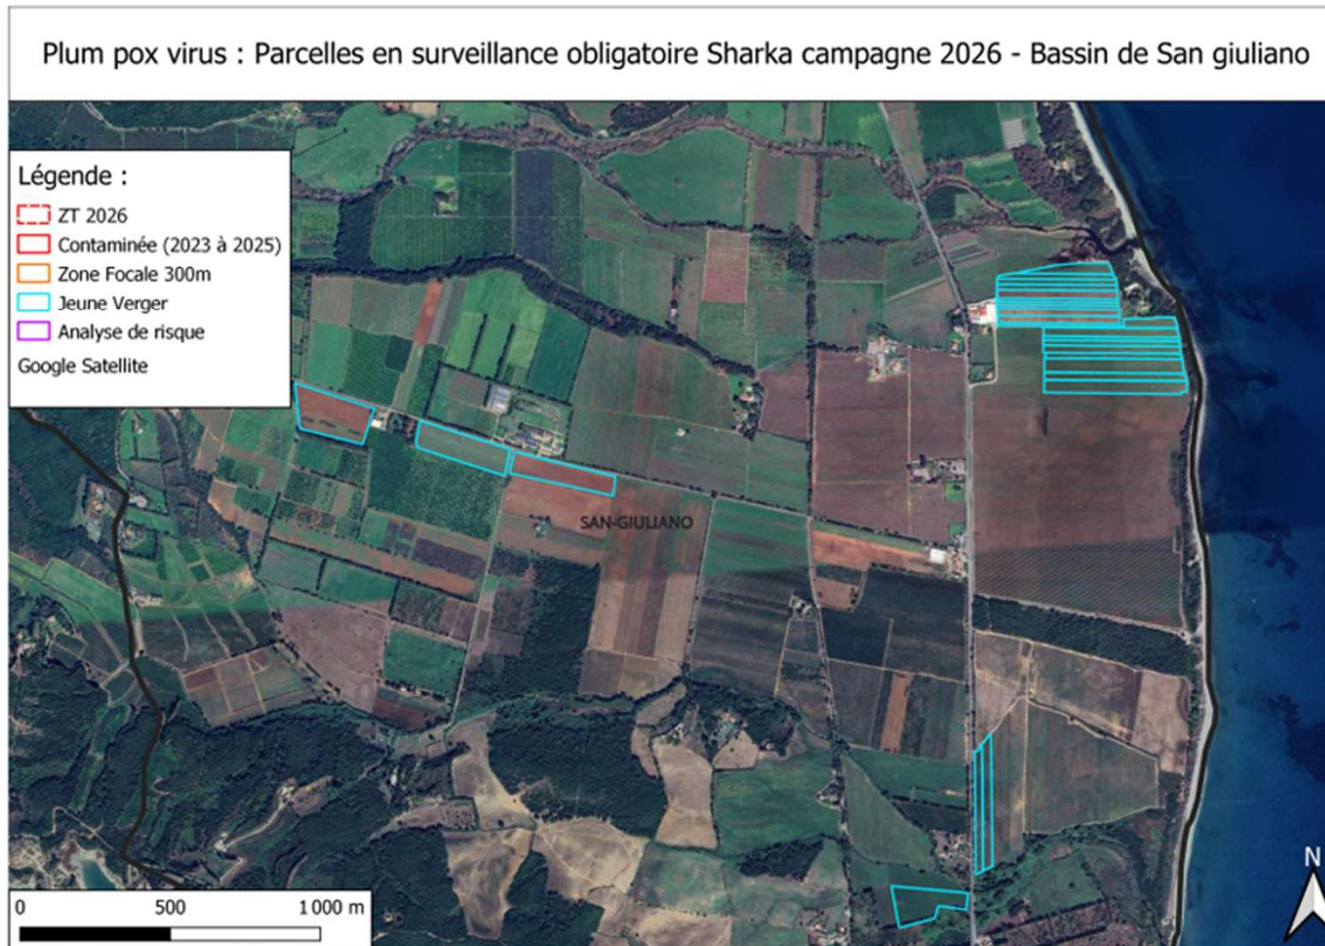 Plum pox virus : Parcelles en surveillance obligatoire Sharka campagne 2026 - Bassin de San giuliano
Légende :
ZT 2026
Contaminée (2023 à 2025)
Zone Focale 300m
Jeune Verger
Analyse de risque
Google Satellite
SAN-GIULIANO
0 500 1 000 m
N